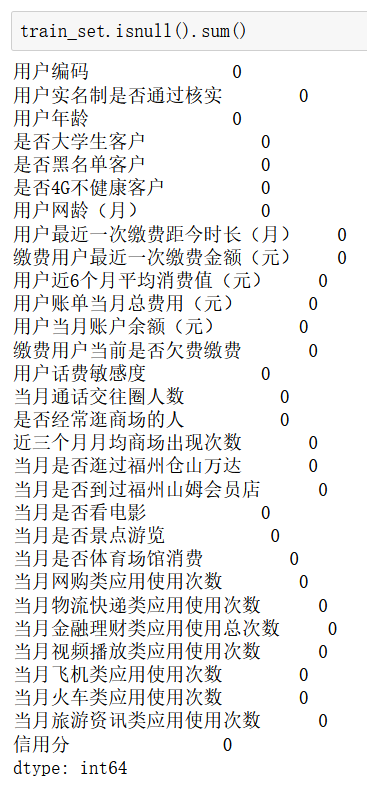 train_set.isnull().sum()
用户编码 0
用户实名制是否通过核实 0
用户年龄 0
是否大学生客户 0
是否黑名单客户 0
是否4G不健康客户 0
用户网龄（月） 0
用户最近一次缴费距今时长（月） 0
缴费用户最近一次缴费金额（元） 0
用户近6个月平均消费值（元） 0
用户账单当月总费用（元） 0
用户当月账户余额（元） 0
缴费用户当前是否欠费缴费 0
用户话费敏感度 0
当月通话交往圈人数 0
是否经常逛商场的人 0
近三个月月均商场出现次数 0
当月是否逛过福州仓山万达 0
当月是否到过福州山姆会员店 0
当月是否看电影 0
当月是否景点游览 0
当月是否体育场馆消费 0
当月网购类应用使用次数 0
当月物流快递类应用使用次数 0
当月金融理财类应用使用总次数 0
当月视频播放类应用使用次数 0
当月飞机类应用使用次数 0
当月火车类应用使用次数 0
当月旅游资讯类应用使用次数 0
信用分 0
dtype: int64